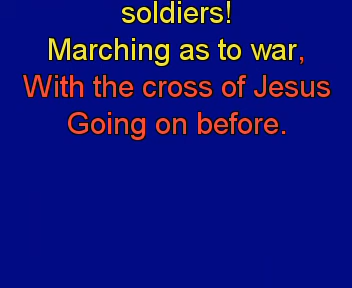 soldiers!
Marching as to war,
With the cross of Jesus
Going on before.